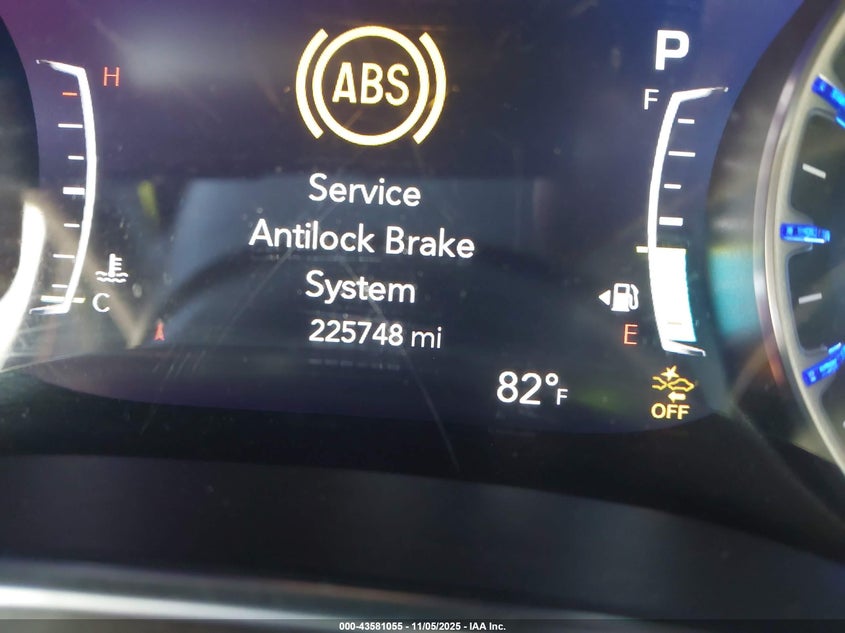 P
H
ABS
F
Service
Antilock Brake
System
C
E
225748 mi
82°F
OFF
000-43581055 - 11/05/2025 - IAA Inc.